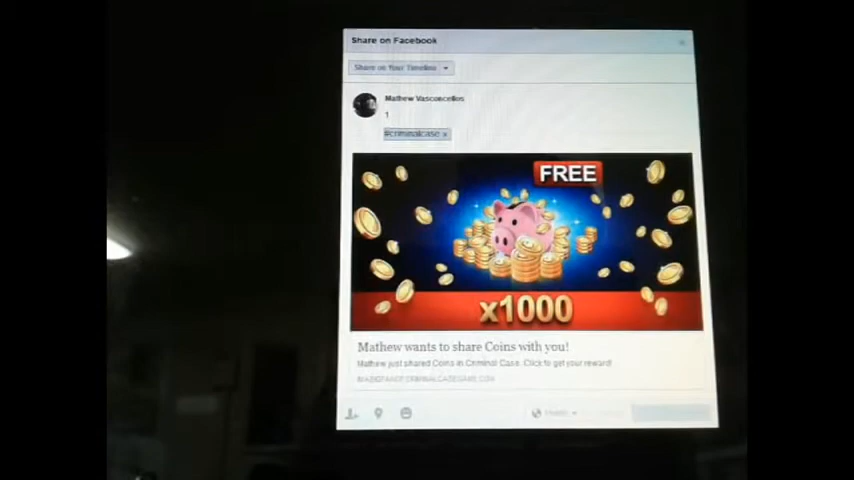 Share on Facebook
Share on Your Timeline
Mathew Vasconcellos
1
#criminalcase x
FREE
x1000
Mathew wants to share Coins with you!
Mathew just shared Coins in Criminal Case. Click to get your reward!
Public